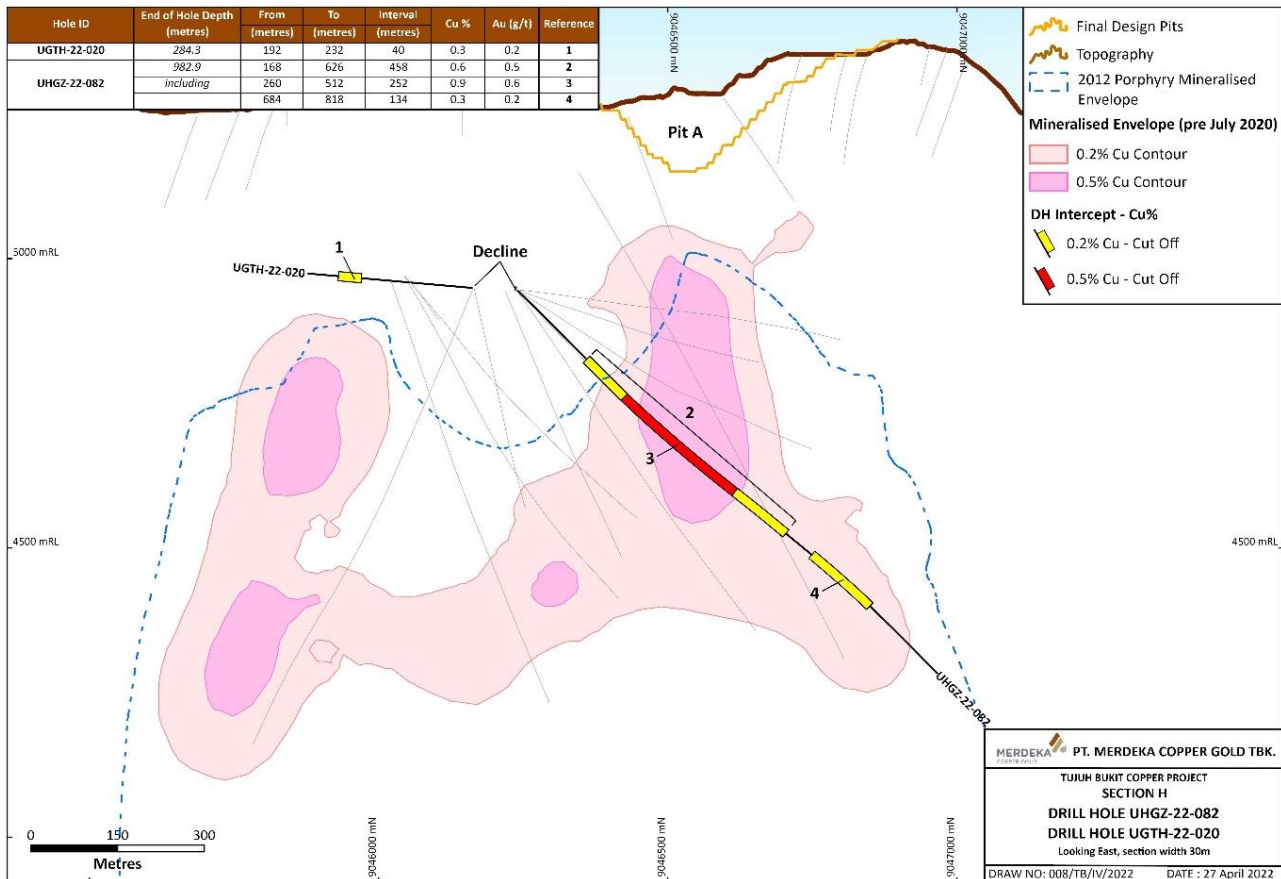 Hole ID End of Hole Depth (metres) From (metres) To (metres) Interval (metres) Cu % Au (g/t) Reference
UGTH-22-020 284.3 192 232 40 0.3 0.2 1
UHGZ-22-082 982.9 168 626 458 0.6 0.5 2
including 260 512 252 0.9 0.6 3
684 818 134 0.3 0.2 4
9046500 mN
9047000 mN
Pit A
Final Design Pits
Topography
2012 Porphyry Mineralised
Envelope
Mineralised Envelope (pre July 2020)
0.2% Cu Contour
0.5% Cu Contour
DH Intercept - Cu%
0.2% Cu - Cut Off
0.5% Cu - Cut Off
5000 mRL
1
UGTH-22-020
Decline
2
3
4500 mRL
4500 mRL
4
UHGZ-22-082
0 150 300
Metres
9046000 mN
9046500 mN
9047000 mN
MERDEKA
COPPER GOLD
PT. MERDEKA COPPER GOLD TBK.
TUJUH BUKIT COPPER PROJECT
SECTION H
DRILL HOLE UHGZ-22-082
DRILL HOLE UGTH-22-020
Looking East, section width 30m
DRAW NO: 008/TB/IV/2022 DATE : 27 April 2022